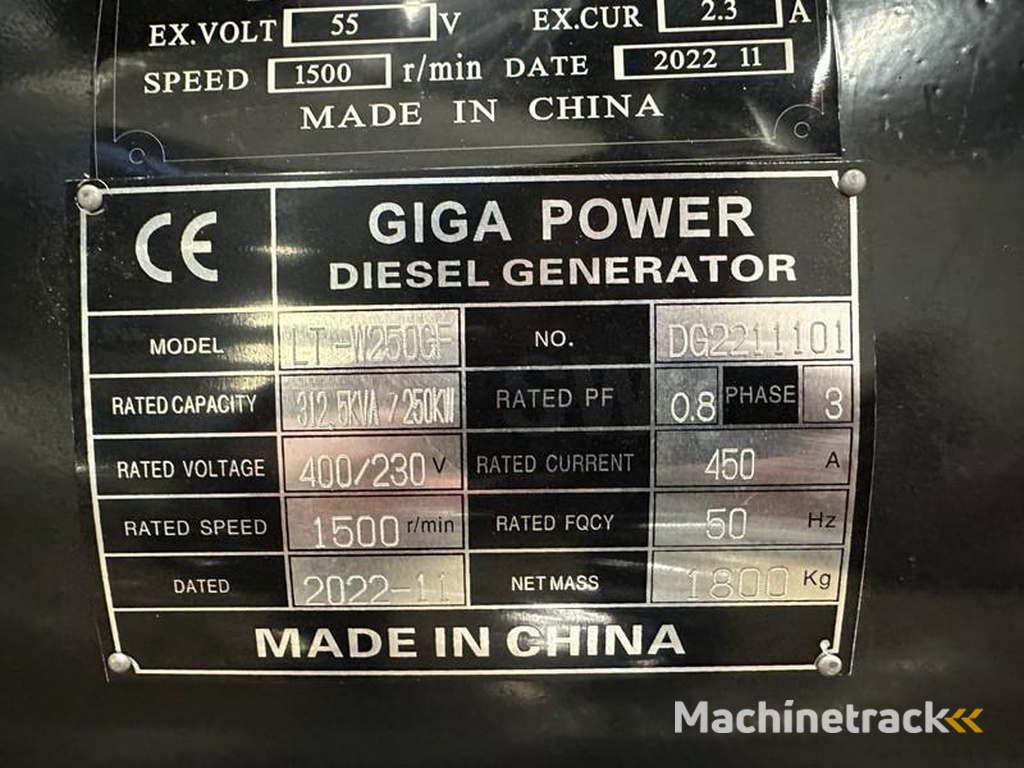 EX.VOLT 55 V EX.CUR 2.3 A
SPEED 1500 r/min DATE 2022 11
MADE IN CHINA
CE GIGA POWER
DIESEL GENERATOR
MODEL LT-W250GF NO. DG2211101
RATED CAPACITY 312.5KVA / 250KW RATED PF 0.8 PHASE 3
RATED VOLTAGE 400/230 V RATED CURRENT 450 A
RATED SPEED 1500 r/min RATED FQCY 50 Hz
DATED 2022-11 NET MASS 1800 Kg
MADE IN CHINA
Machinetrack